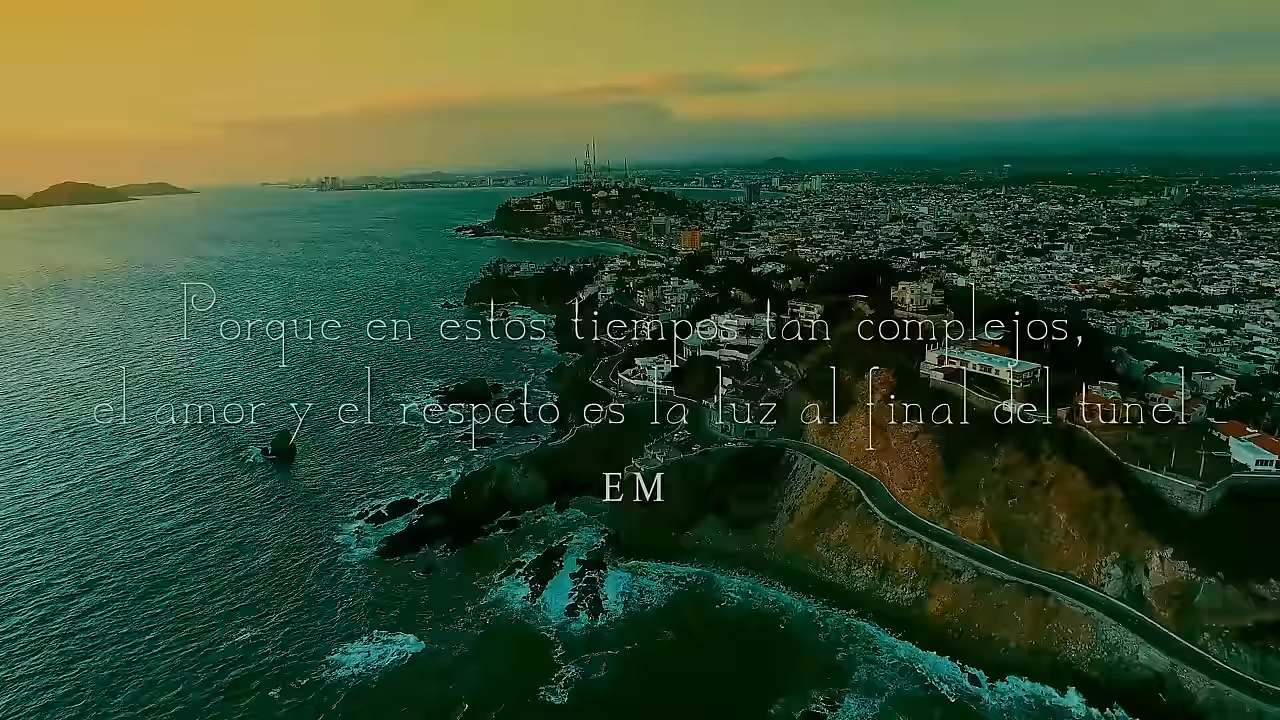 Porque en estos tiempos tan complejos,
el amor y el respeto es la luz al final del tunel
EM